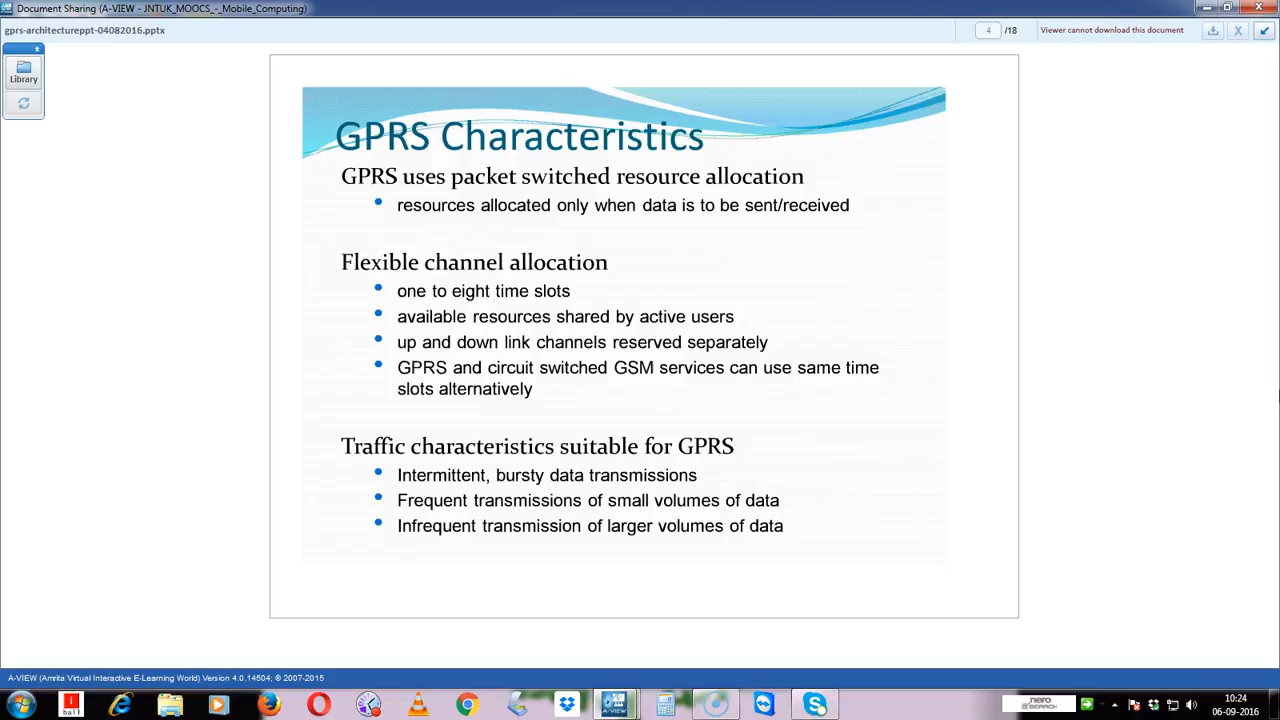 Document Sharing (A-VIEW - JNTUK_MOOCS_-_Mobile_Computing)
gprs-architectureppt-04082016.pptx
4 /18 Viewer cannot download this document X
Library
GPRS Characteristics
GPRS uses packet switched resource allocation
• resources allocated only when data is to be sent/received
Flexible channel allocation
• one to eight time slots
• available resources shared by active users
• up and down link channels reserved separately
• GPRS and circuit switched GSM services can use same time
slots alternatively
Traffic characteristics suitable for GPRS
• Intermittent, bursty data transmissions
• Frequent transmissions of small volumes of data
• Infrequent transmission of larger volumes of data
A-VIEW (Amrita Virtual Interactive E-Learning World) Version 4.0.14504; © 2007-2015
i
ball
A-VIEW
nero
SEARCH
10:24
06-09-2016